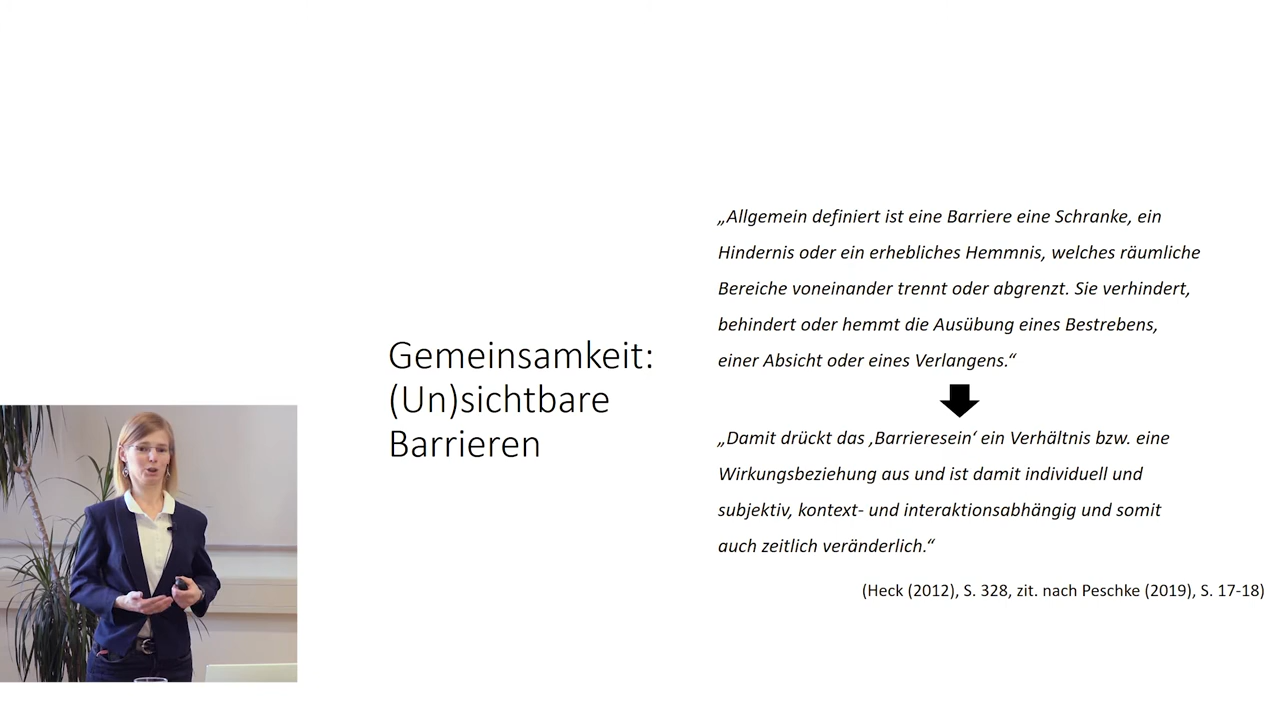 Gemeinsamkeit:
(Un)sichtbare
Barrieren
„Allgemein definiert ist eine Barriere eine Schranke, ein
Hindernis oder ein erhebliches Hemmnis, welches räumliche
Bereiche voneinander trennt oder abgrenzt. Sie verhindert,
behindert oder hemmt die Ausübung eines Bestrebens,
einer Absicht oder eines Verlangens.“
„Damit drückt das ‚Barrieresein‘ ein Verhältnis bzw. eine
Wirkungsbeziehung aus und ist damit individuell und
subjektiv, kontext- und interaktionsabhängig und somit
auch zeitlich veränderlich.“
(Heck (2012), S. 328, zit. nach Peschke (2019), S. 17-18)